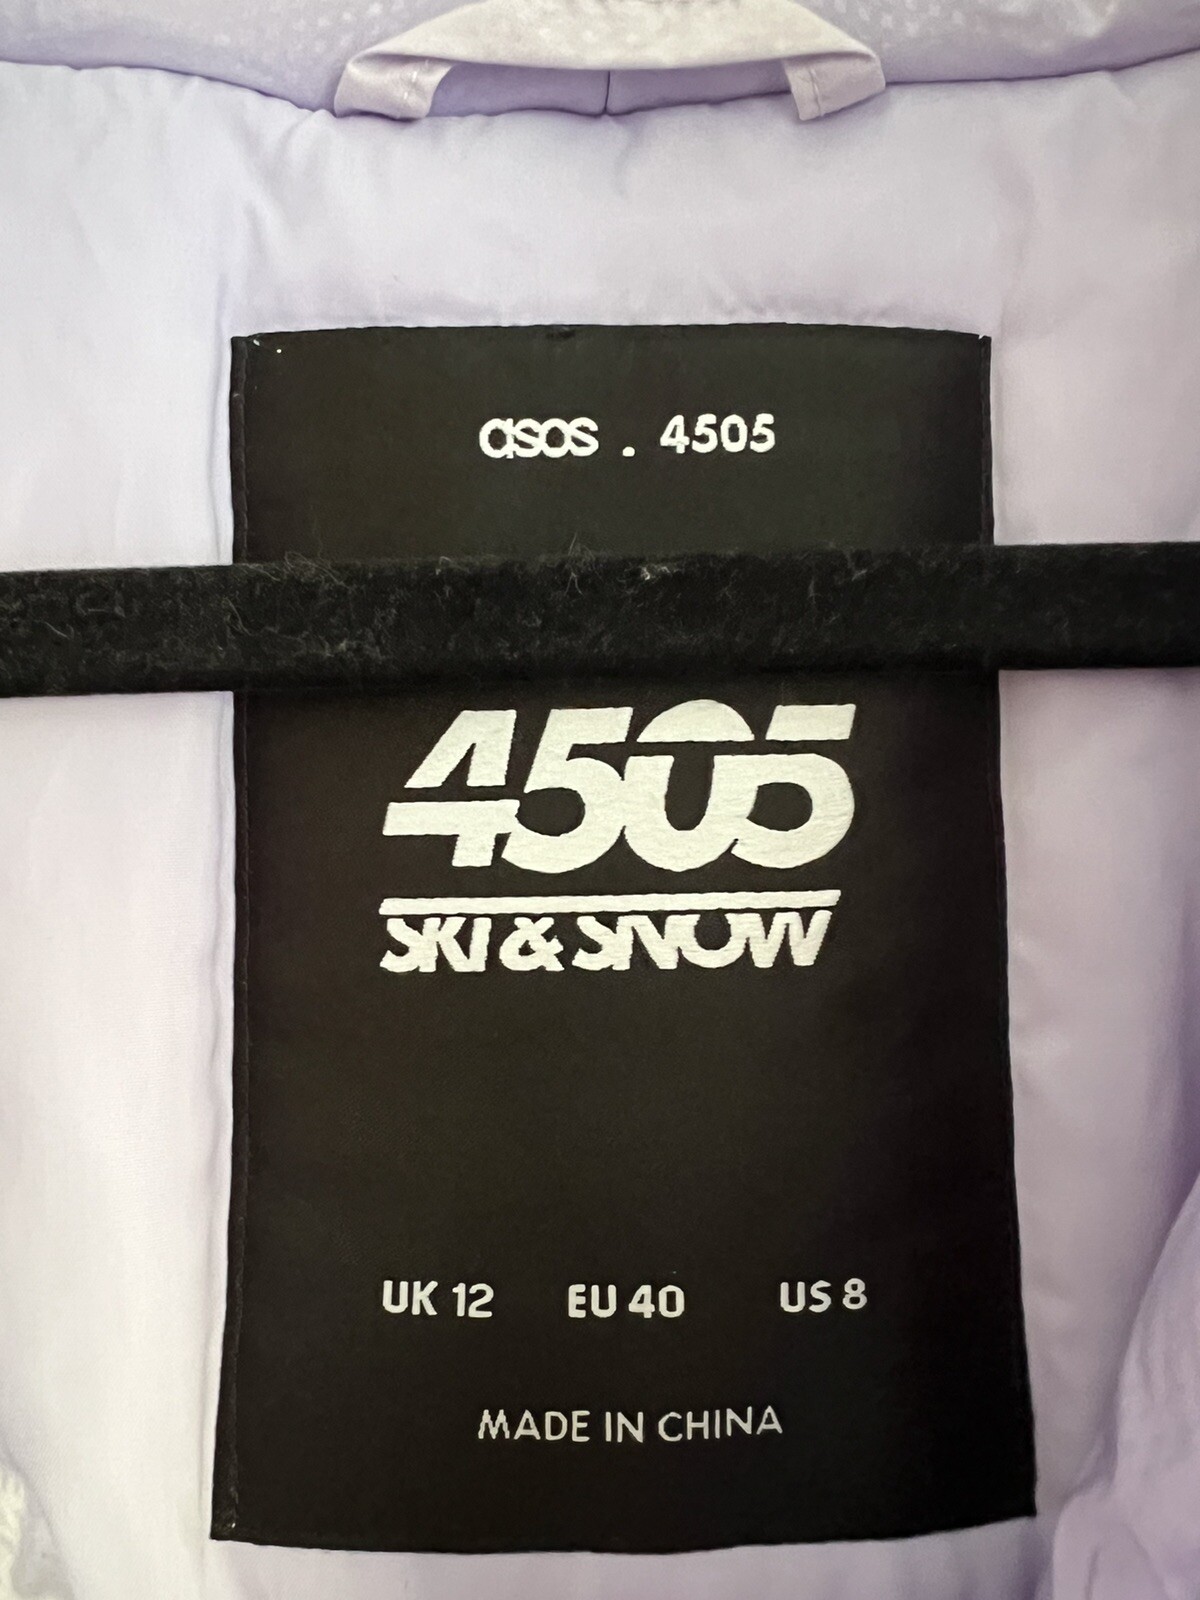 asos . 4505
4505
SKI & SNOW
UK 12 EU 40 US 8
MADE IN CHINA